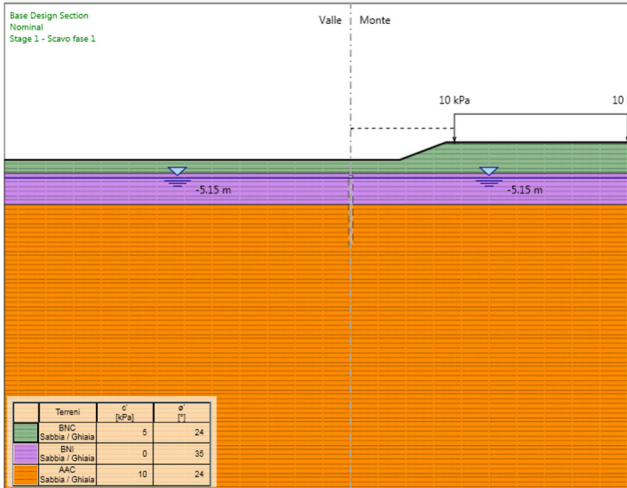 Base Design Section
Nominal
Stage 1 - Scavo fase 1
Valle
Monte
10 kPa
10
-5.15 m
-5.15 m
Terreni c' [kPa] ø' [°]
BNC Sabbia / Ghiaia 5 24
BNI Sabbia / Ghiaia 0 35
AAC Sabbia / Ghiaia 10 24